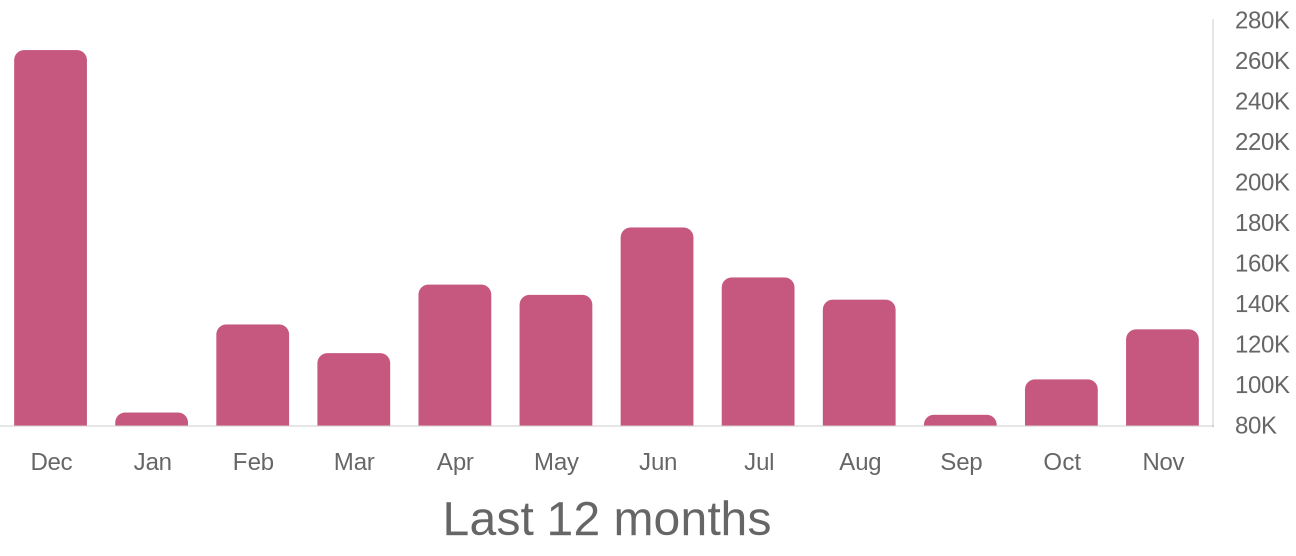 280K
260K
240K
220K
200K
180K
160K
140K
120K
100K
80K
Dec Jan Feb Mar Apr May Jun Jul Aug Sep Oct Nov
Last 12 months